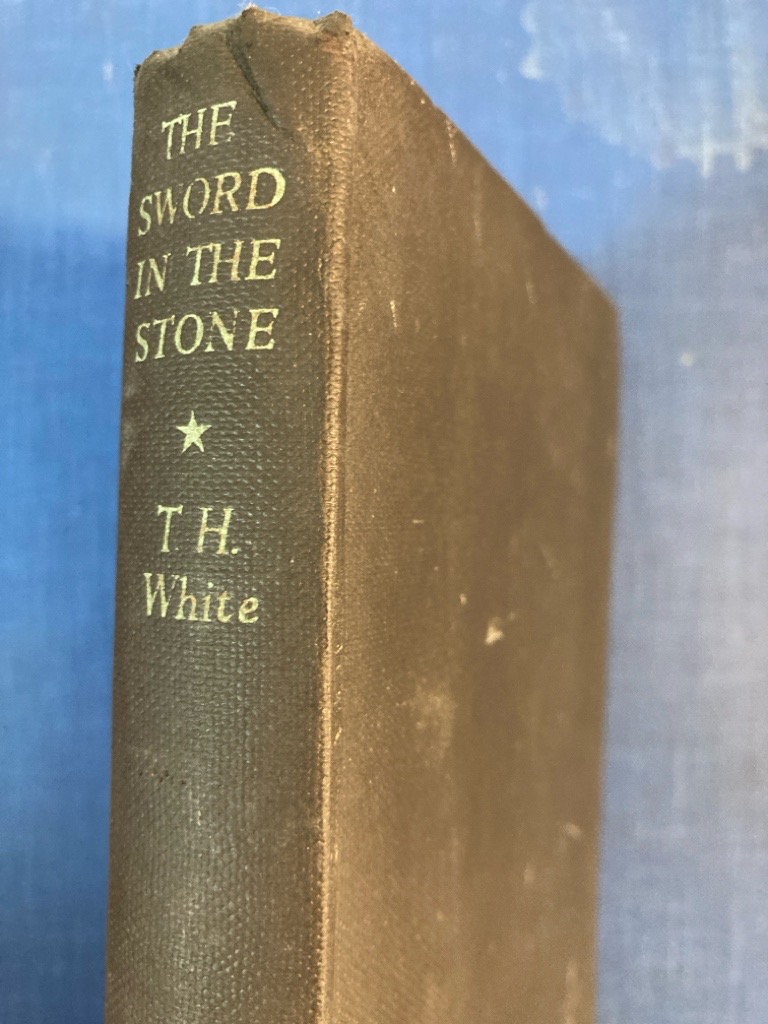 THE
SWORD
IN THE
STONE
T. H.
White